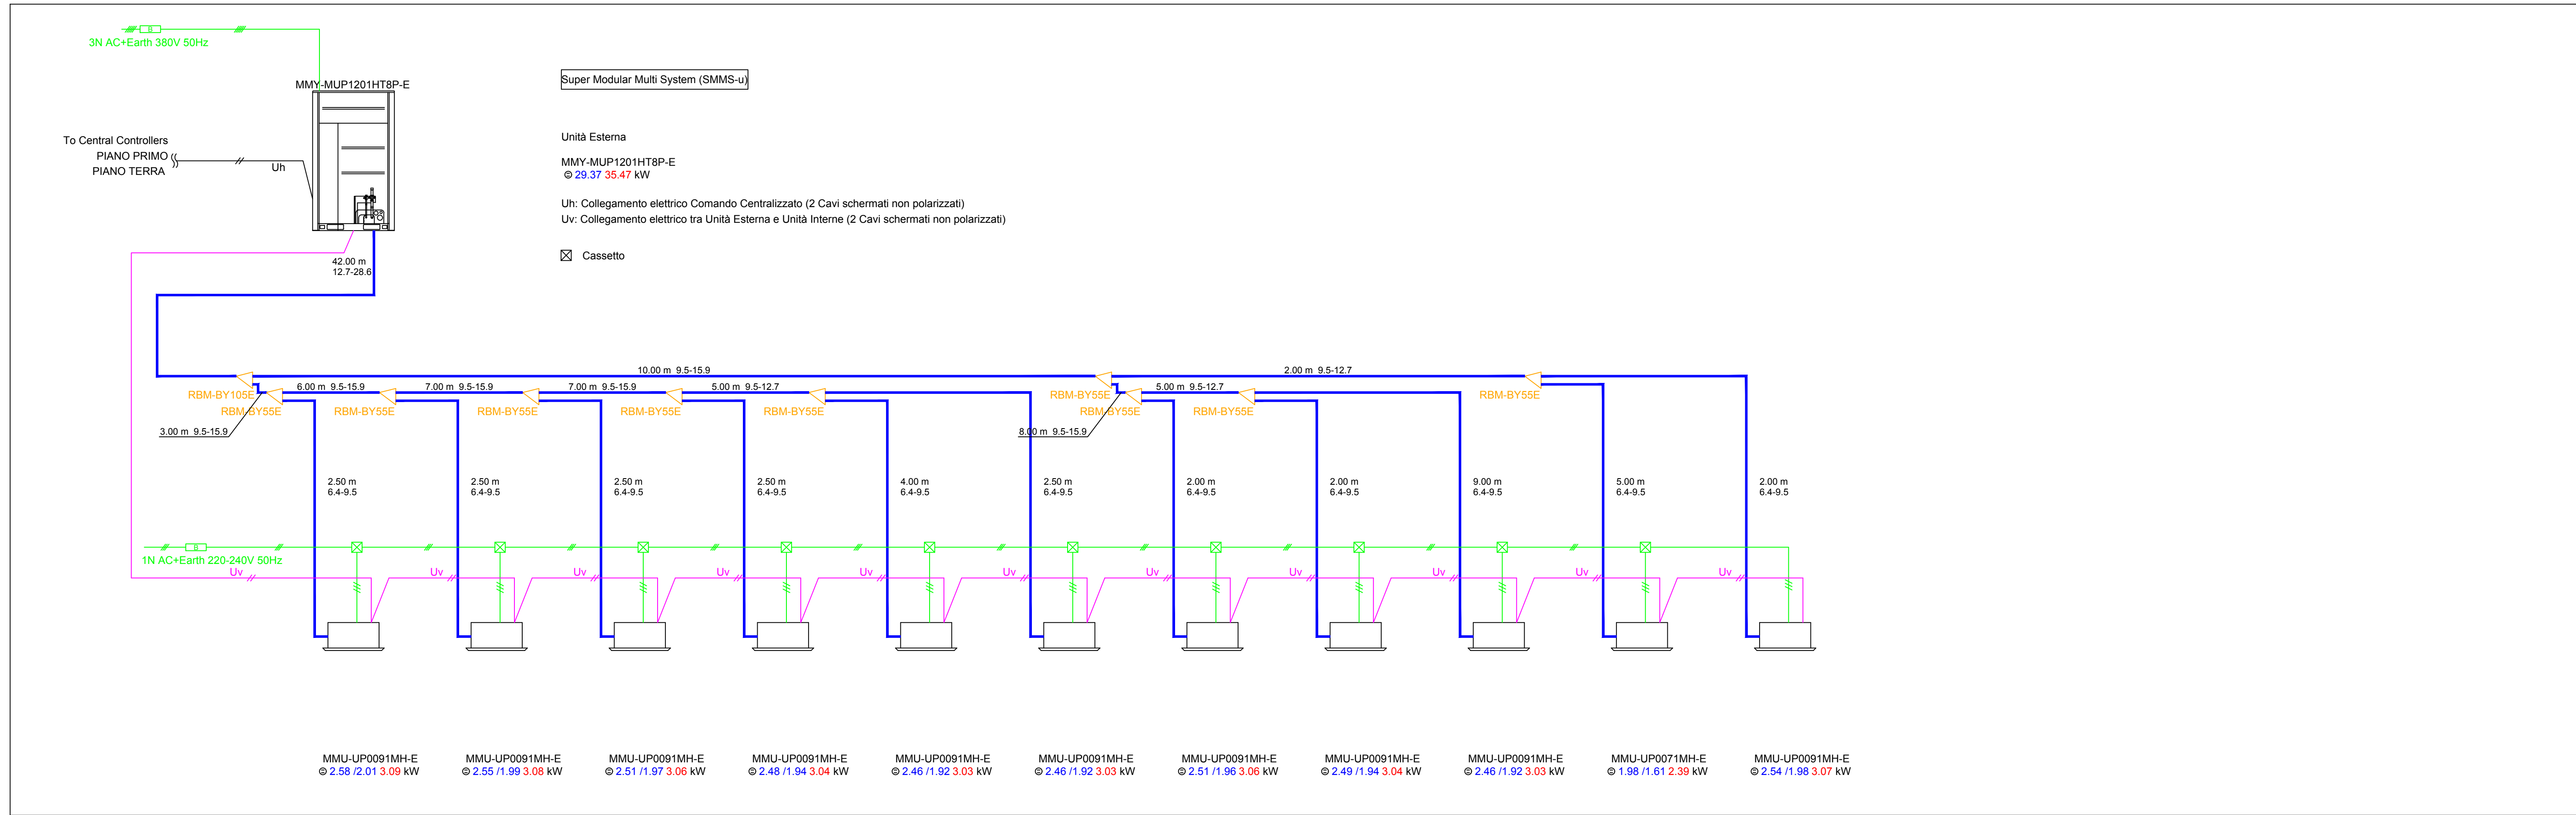 3N AC+Earth 380V 50Hz
MMY-MUP1201HT8P-E
To Central Controllers
PIANO PRIMO
PIANO TERRA
Uh
42.00 m
12.7-28.6
Super Modular Multi System (SMMS-u)
Unità Esterna
MMY-MUP1201HT8P-E
29.37 35.47 kW
Uh: Collegamento elettrico Comando Centralizzato (2 Cavi schermati non polarizzati)
Uv: Collegamento elettrico tra Unità Esterna e Unità Interne (2 Cavi schermati non polarizzati)
Cassetto
10.00 m 9.5-15.9
2.00 m 9.5-12.7
6.00 m 9.5-15.9
7.00 m 9.5-15.9
7.00 m 9.5-15.9
5.00 m 9.5-12.7
5.00 m 9.5-12.7
RBM-BY105E
RBM-BY55E
RBM-BY55E
RBM-BY55E
RBM-BY55E
RBM-BY55E
RBM-BY55E
RBM-BY55E
RBM-BY55E
RBM-BY55E
3.00 m 9.5-15.9
8.00 m 9.5-15.9
2.50 m
6.4-9.5
2.50 m
6.4-9.5
2.50 m
6.4-9.5
2.50 m
6.4-9.5
4.00 m
6.4-9.5
2.50 m
6.4-9.5
2.00 m
6.4-9.5
2.00 m
6.4-9.5
9.00 m
6.4-9.5
5.00 m
6.4-9.5
2.00 m
6.4-9.5
1N AC+Earth 220-240V 50Hz
Uv
Uv
Uv
Uv
Uv
Uv
Uv
Uv
Uv
Uv
Uv
MMU-UP0091MH-E
2.58 /2.01 3.09 kW
MMU-UP0091MH-E
2.55 /1.99 3.08 kW
MMU-UP0091MH-E
2.51 /1.97 3.06 kW
MMU-UP0091MH-E
2.48 /1.94 3.04 kW
MMU-UP0091MH-E
2.46 /1.92 3.03 kW
MMU-UP0091MH-E
2.46 /1.92 3.03 kW
MMU-UP0091MH-E
2.51 /1.96 3.06 kW
MMU-UP0091MH-E
2.49 /1.94 3.04 kW
MMU-UP0091MH-E
2.46 /1.92 3.03 kW
MMU-UP0071MH-E
1.98 /1.61 2.39 kW
MMU-UP0091MH-E
2.54 /1.98 3.07 kW